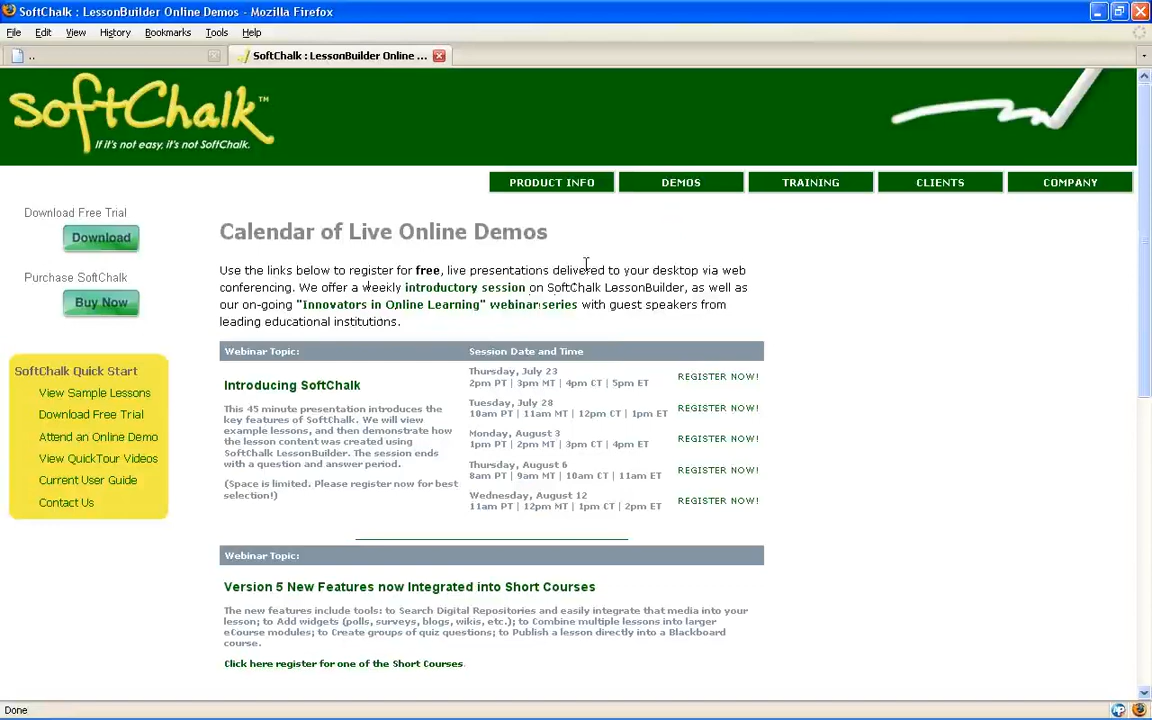 SoftChalk : LessonBuilder Online Demos - Mozilla Firefox
File Edit View History Bookmarks Tools Help
..
SoftChalk : LessonBuilder Online ...
softChalk™
If it's not easy, it's not SoftChalk.
PRODUCT INFO DEMOS TRAINING CLIENTS COMPANY
Download Free Trial
Download
Purchase SoftChalk
Buy Now
SoftChalk Quick Start
View Sample Lessons
Download Free Trial
Attend an Online Demo
View QuickTour Videos
Current User Guide
Contact Us
Calendar of Live Online Demos
Use the links below to register for free, live presentations delivered to your desktop via web
conferencing. We offer a weekly introductory session on SoftChalk LessonBuilder, as well as
our on-going "Innovators in Online Learning" webinar series with guest speakers from
leading educational institutions.
Webinar Topic: Session Date and Time
Introducing SoftChalk
This 45 minute presentation introduces the
key features of SoftChalk. We will view
example lessons, and then demonstrate how
the lesson content was created using
SoftChalk LessonBuilder. The session ends
with a question and answer period.
(Space is limited. Please register now for best
selection!)
Thursday, July 23
2pm PT | 3pm MT | 4pm CT | 5pm ET
REGISTER NOW!
Tuesday, July 28
10am PT | 11am MT | 12pm CT | 1pm ET
REGISTER NOW!
Monday, August 3
1pm PT | 2pm MT | 3pm CT | 4pm ET
REGISTER NOW!
Thursday, August 6
8am PT | 9am MT | 10am CT | 11am ET
REGISTER NOW!
Wednesday, August 12
11am PT | 12pm MT | 1pm CT | 2pm ET
REGISTER NOW!
Webinar Topic:
Version 5 New Features now Integrated into Short Courses
The new features include tools: to Search Digital Repositories and easily integrate that media into your
lesson; to Add widgets (polls, surveys, blogs, wikis, etc.); to Combine multiple lessons into larger
eCourse modules; to Create groups of quiz questions; to Publish a lesson directly into a Blackboard
course.
Click here register for one of the Short Courses.
Done